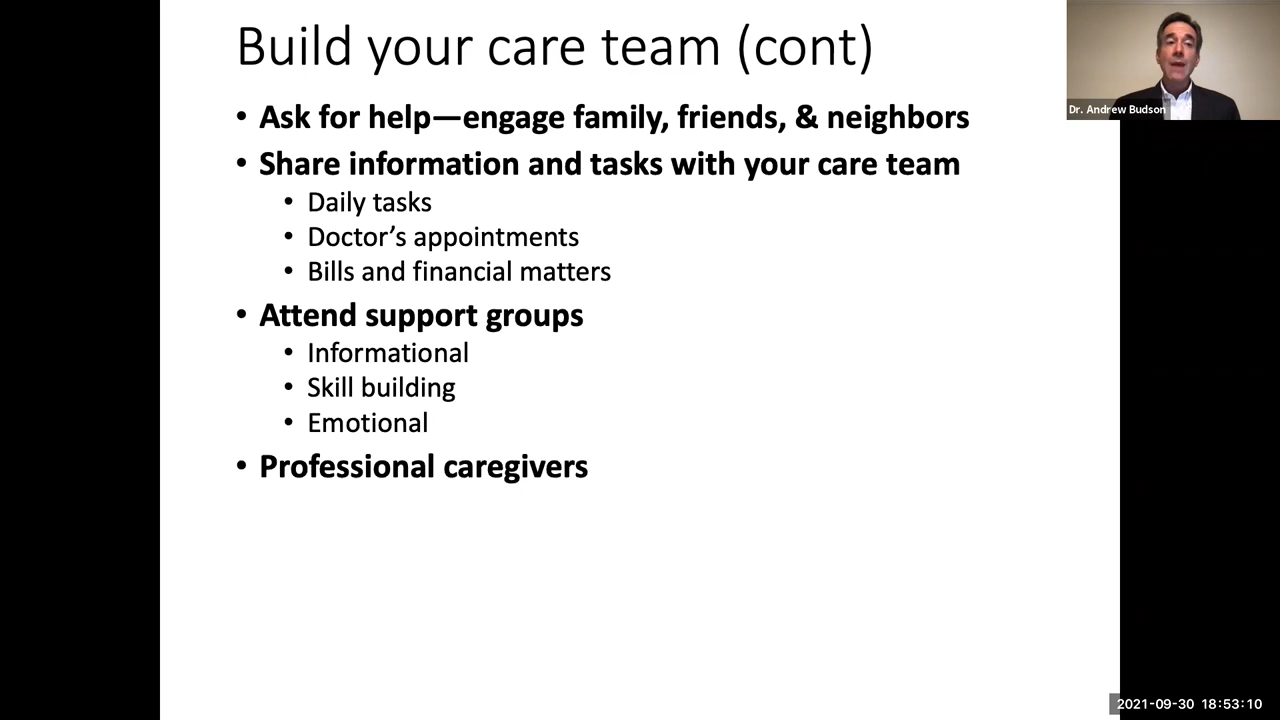 Build your care team (cont)
Dr. Andrew Budson
• Ask for help—engage family, friends, & neighbors
• Share information and tasks with your care team
• Daily tasks
• Doctor’s appointments
• Bills and financial matters
• Attend support groups
• Informational
• Skill building
• Emotional
• Professional caregivers
2021-09-30 18:53:10